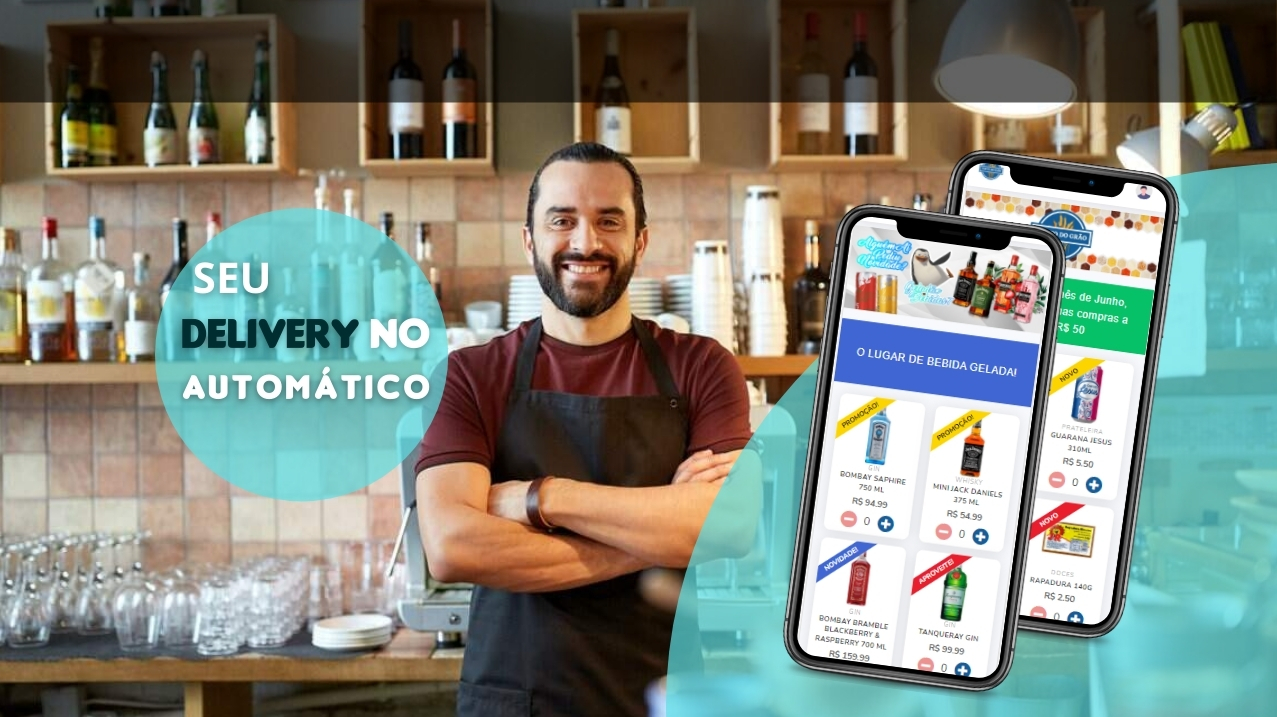 SEU
DELIVERY NO
AUTOMÁTICO
O LUGAR DE BEBIDA GELADA!
PROMOÇÃO!
GIN
BOMBAY SAPHIRE
750 ML
R$ 94.99
0
PROMOÇÃO!
WHISKY
MINI JACK DANIELS
375 ML
R$ 54.99
0
NOVIDADE!
GIN
BOMBAY BRAMBLE
BLACKBERRY &
RASPBERRY 700 ML
R$ 159.99
APROVEITE!
GIN
TANQUERAY GIN
R$ 99.99
0
DO GRÃO
de Junho,
compras a
R$ 50
NOVO
PRATELEIRA
GUARANA JESUS
310ML
R$ 5.50
0
NOVO
DOCES
RAPADURA 140G
R$ 2.50
0